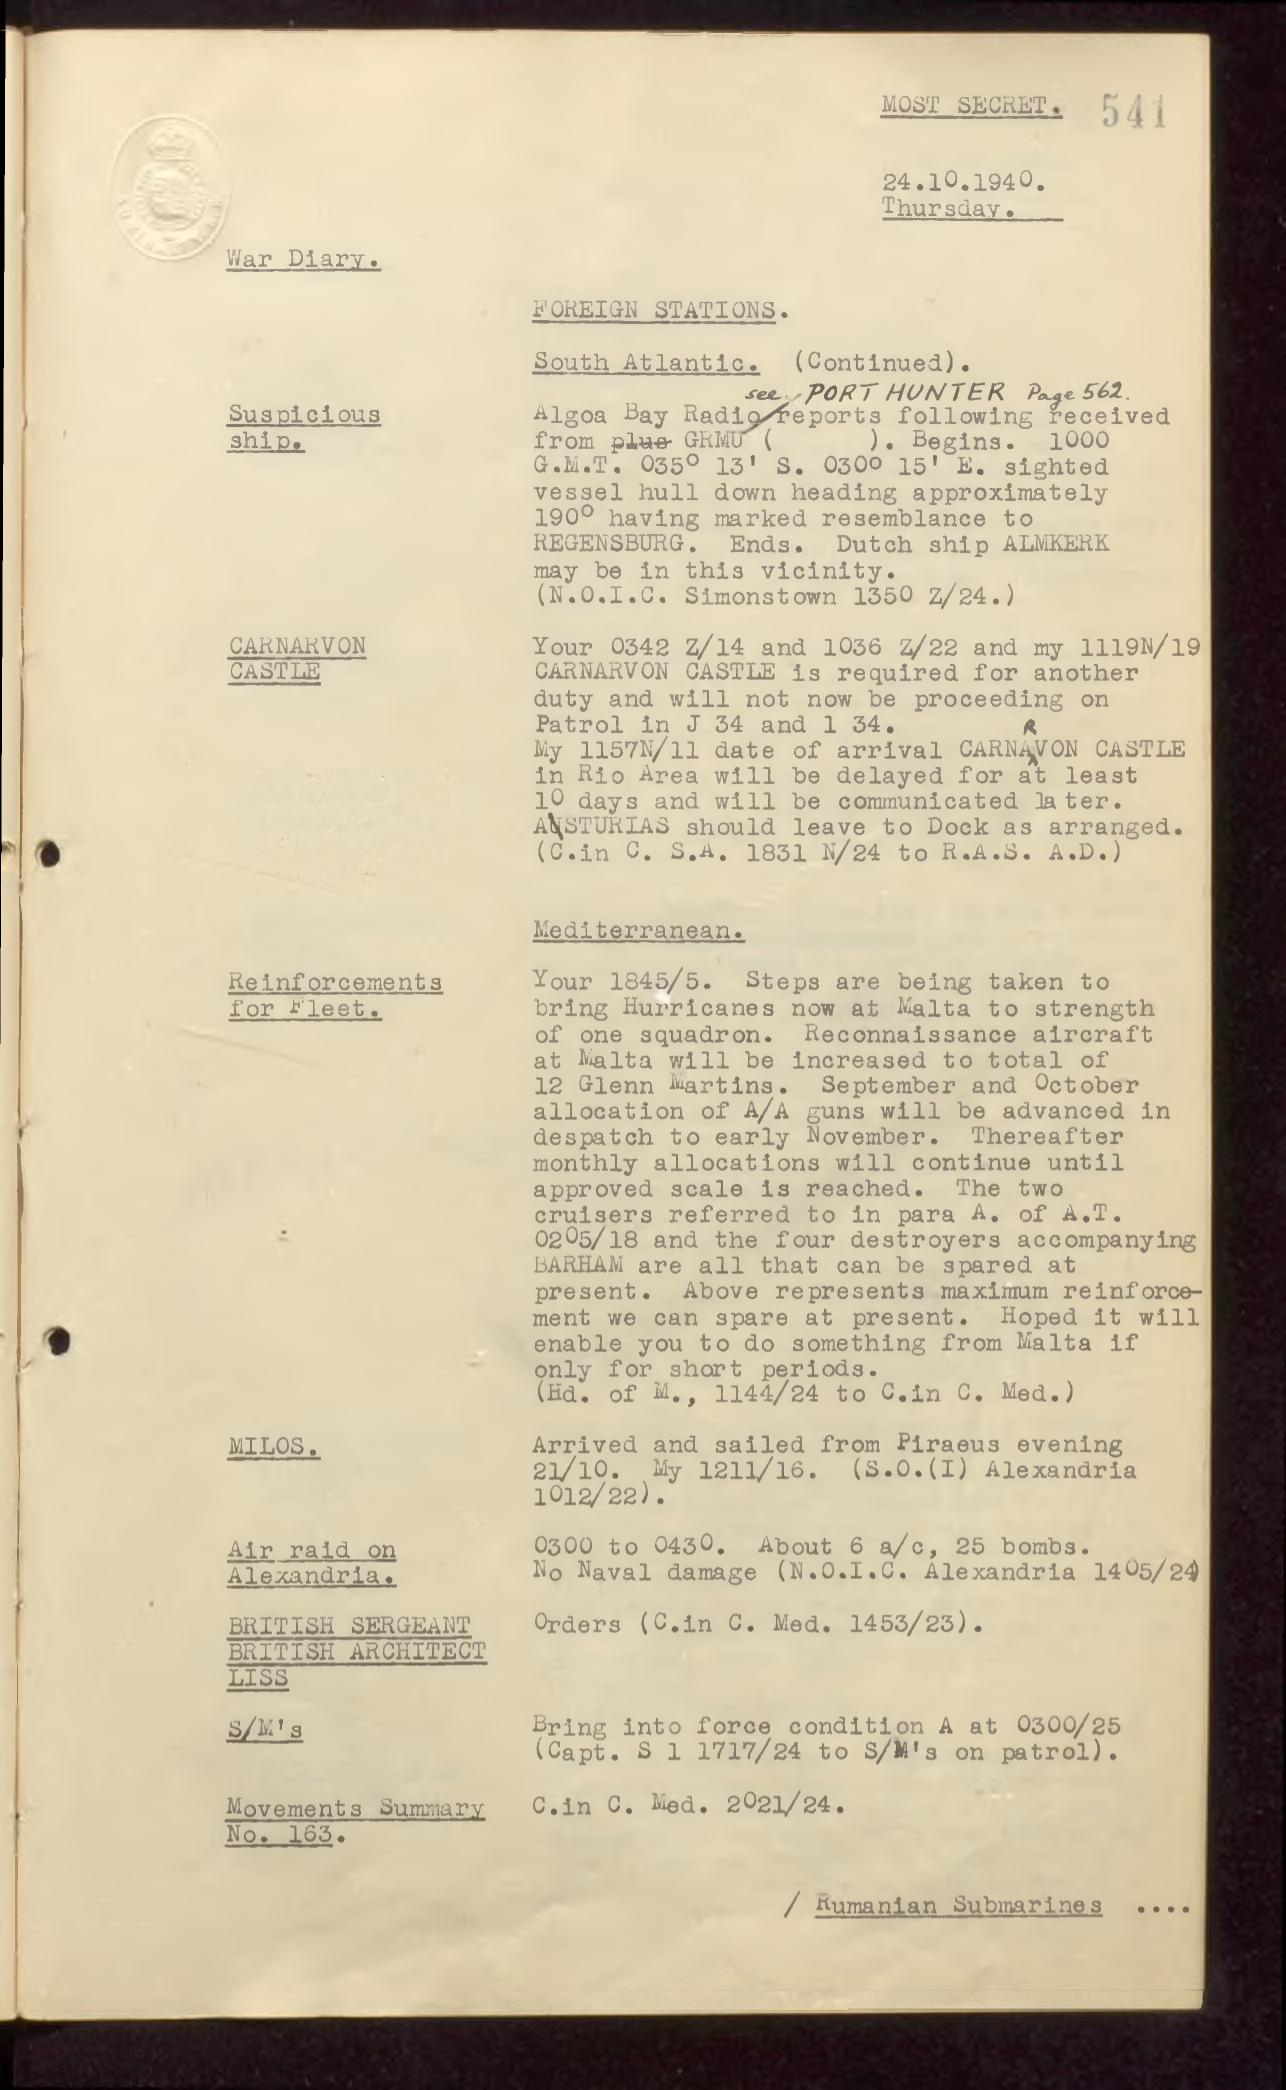 MOST SECRET. 541
24.10.1940.
Thursday.
War Diary.
FOREIGN STATIONS.
South Atlantic. (Continued).
see PORT HUNTER Page 562.
Suspicious
ship.
Algoa Bay Radio reports following received
from plus GRMU ( ). Begins. 1000
G.M.T. 035° 13' S. 030° 15' E. sighted
vessel hull down heading approximately
190° having marked resemblance to
REGENSBURG. Ends. Dutch ship ALMKERK
may be in this vicinity.
(N.O.I.C. Simonstown 1350 Z/24.)
CARNARVON
CASTLE
Your 0342 Z/14 and 1036 Z/22 and my 1119N/19
CARNARVON CASTLE is required for another
duty and will not now be proceeding on
Patrol in J 34 and l 34.
My 1157N/11 date of arrival CARNARVON CASTLE
in Rio Area will be delayed for at least
10 days and will be communicated later.
ASTURIAS should leave to Dock as arranged.
(C.in C. S.A. 1831 N/24 to R.A.S. A.D.)
Mediterranean.
Reinforcements
for Fleet.
Your 1845/5. Steps are being taken to
bring Hurricanes now at Malta to strength
of one squadron. Reconnaissance aircraft
at Malta will be increased to total of
12 Glenn Martins. September and October
allocation of A/A guns will be advanced in
despatch to early November. Thereafter
monthly allocations will continue until
approved scale is reached. The two
cruisers referred to in para A. of A.T.
0205/18 and the four destroyers accompanying
BARHAM are all that can be spared at
present. Above represents maximum reinforce-
ment we can spare at present. Hoped it will
enable you to do something from Malta if
only for short periods.
(Hd. of M., 1144/24 to C.in C. Med.)
MILOS.
Arrived and sailed from Piraeus evening
21/10. My 1211/16. (S.O.(I) Alexandria
1012/22).
Air raid on
Alexandria.
0300 to 0430. About 6 a/c, 25 bombs.
No Naval damage (N.O.I.C. Alexandria 1405/24)
BRITISH SERGEANT
BRITISH ARCHITECT
LISS
Orders (C.in C. Med. 1453/23).
S/M's
Bring into force condition A at 0300/25
(Capt. S 1 1717/24 to S/M's on patrol).
Movements Summary
No. 163.
C.in C. Med. 2021/24.
/ Rumanian Submarines ....